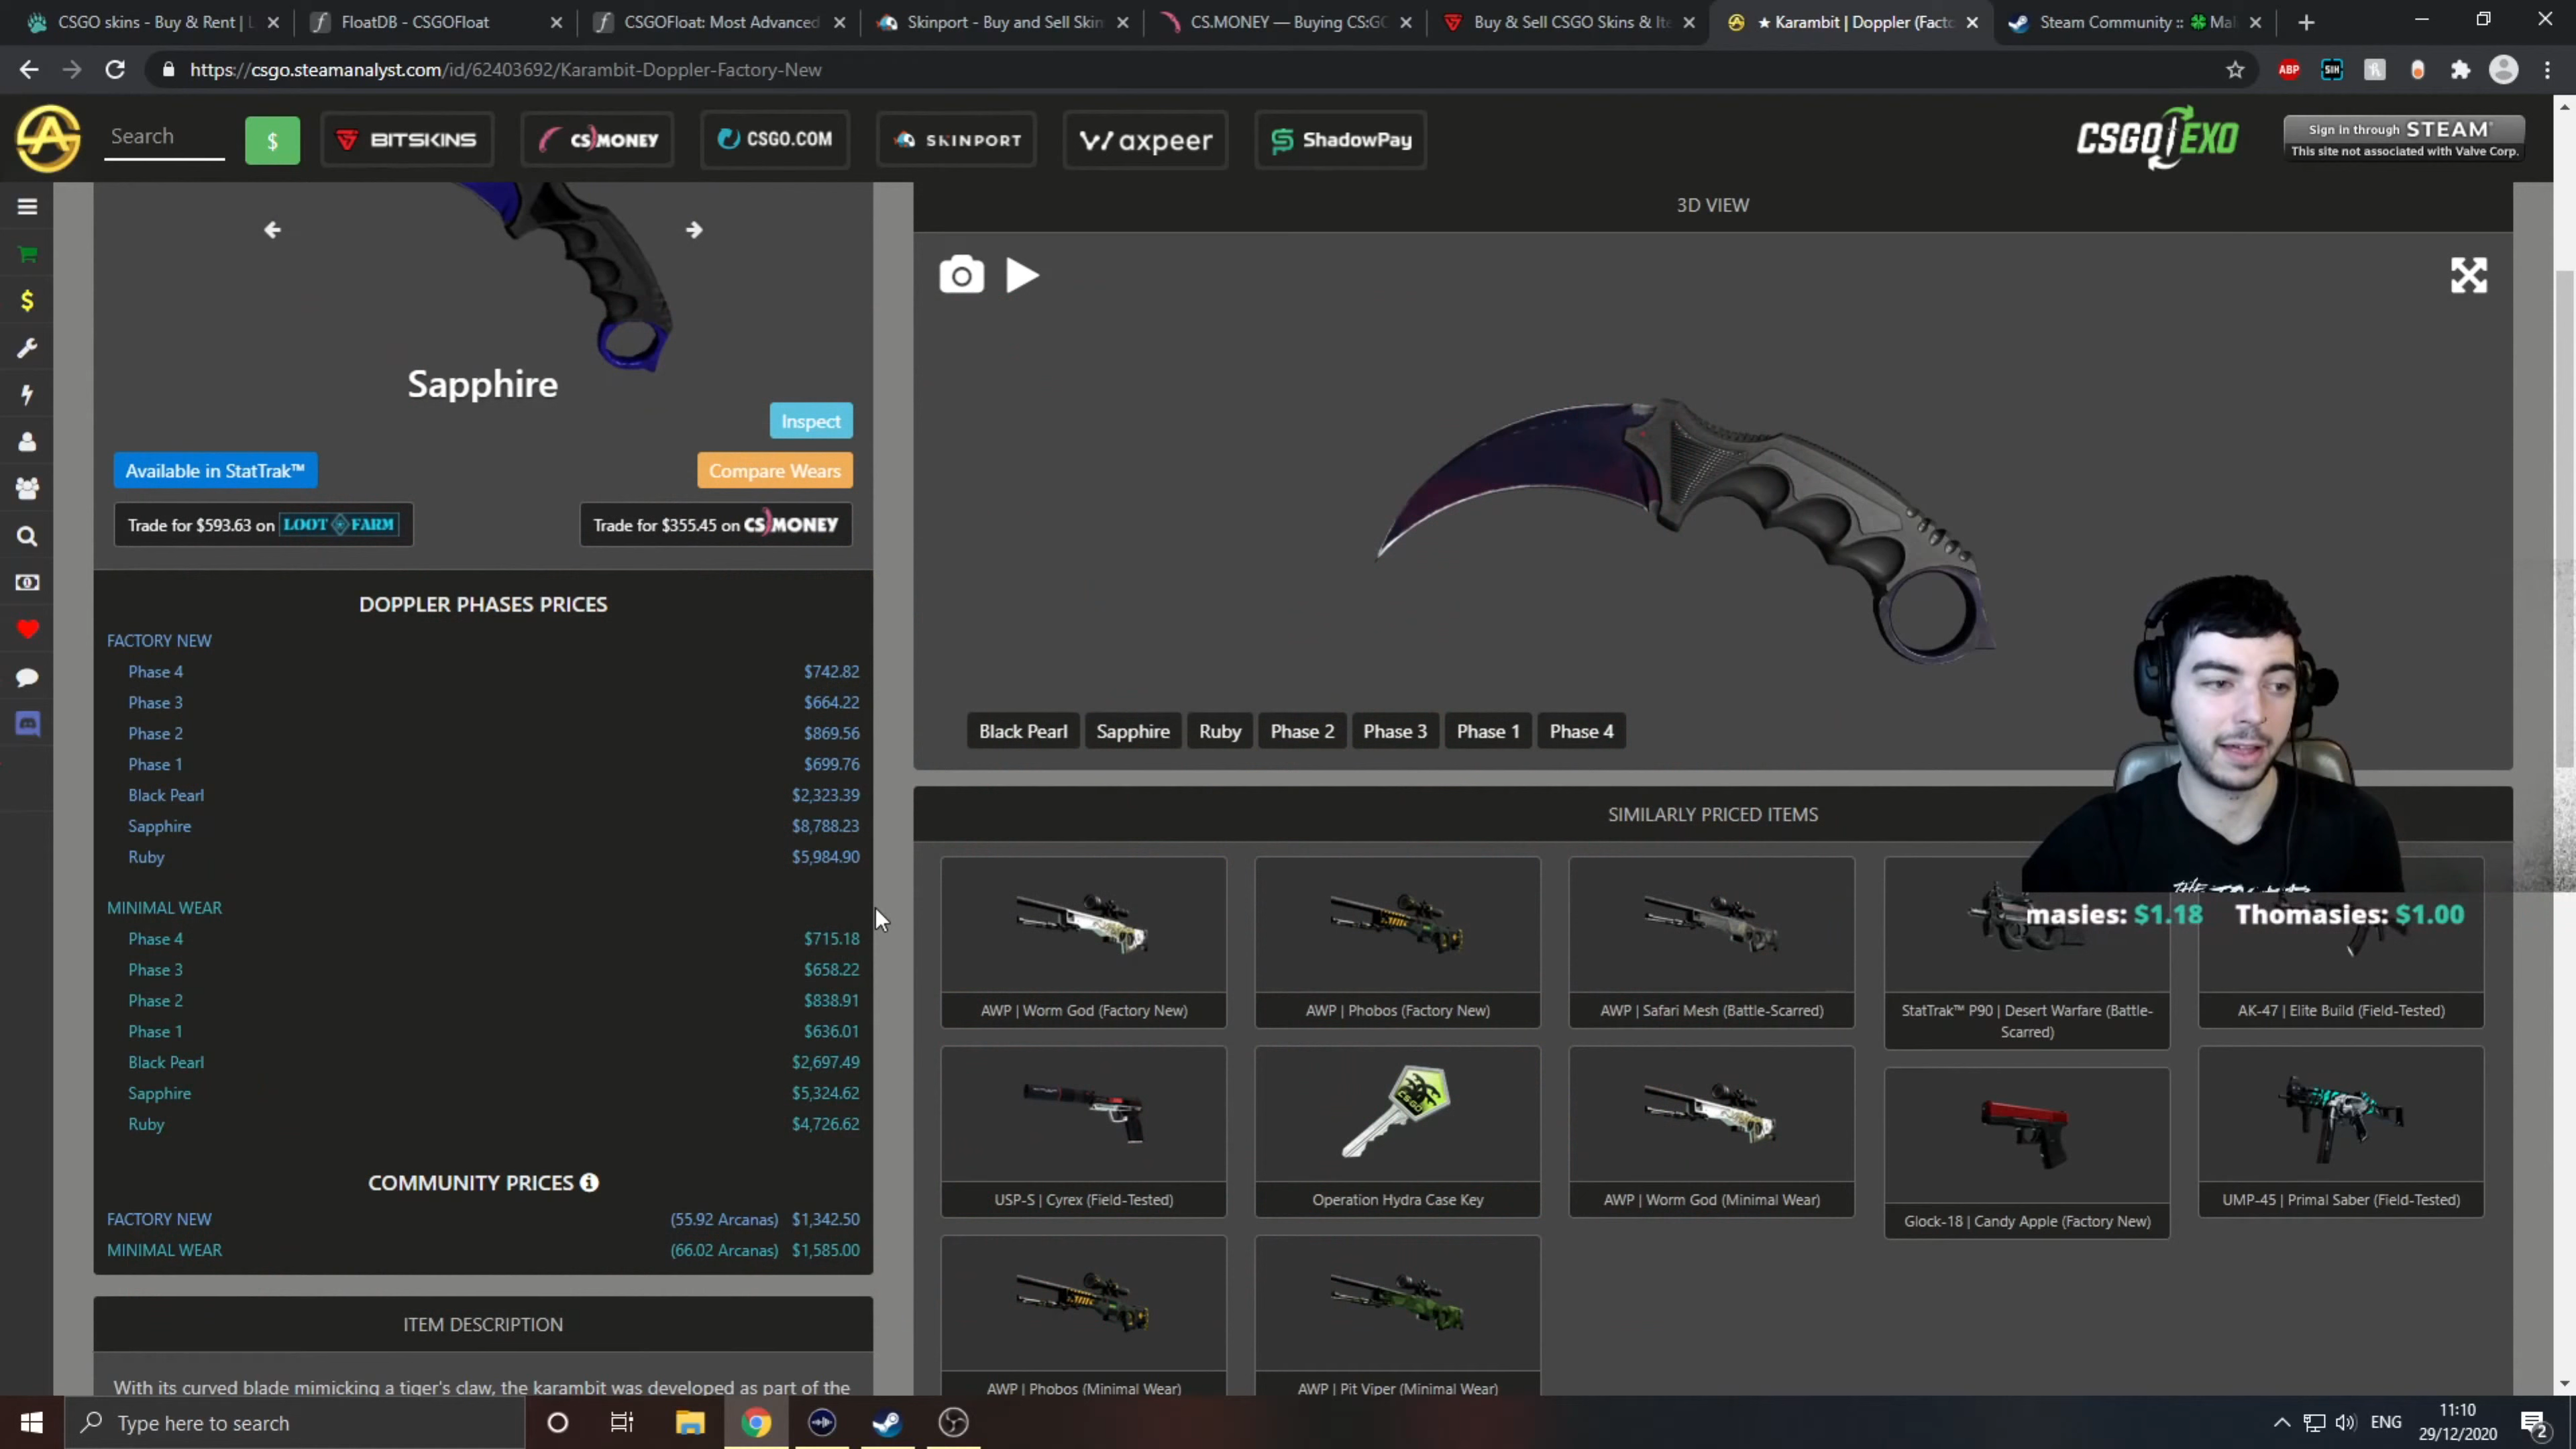 CSGO skins - Buy & Rent | L
FloatDB - CSGOFloat
CSGOFloat: Most Advanced
Skinport - Buy and Sell Skin
CS.MONEY — Buying CS:GO
Buy & Sell CSGO Skins & Ite
★ Karambit | Doppler (Facto
Steam Community :: 🍀 Mal
https://csgo.steamanalyst.com/id/62403692/Karambit-Doppler-Factory-New
ABP
SIH
Search
$
BITSKINS
CS MONEY
CSGO.COM
SKINPORT
waxpeer
ShadowPay
CSGO EXO
Sign in through STEAM
This site not associated with Valve Corp.
Sapphire
Inspect
Available in StatTrak™
Compare Wears
Trade for $593.63 on LOOT FARM
Trade for $355.45 on CS MONEY
DOPPLER PHASES PRICES
FACTORY NEW
Phase 4 $742.82
Phase 3 $664.22
Phase 2 $869.56
Phase 1 $699.76
Black Pearl $2,323.39
Sapphire $8,788.23
Ruby $5,984.90
MINIMAL WEAR
Phase 4 $715.18
Phase 3 $658.22
Phase 2 $838.91
Phase 1 $636.01
Black Pearl $2,697.49
Sapphire $5,324.62
Ruby $4,726.62
COMMUNITY PRICES
FACTORY NEW (55.92 Arcanas) $1,342.50
MINIMAL WEAR (66.02 Arcanas) $1,585.00
ITEM DESCRIPTION
With its curved blade mimicking a tiger's claw, the karambit was developed as part of the
3D VIEW
Black Pearl
Sapphire
Ruby
Phase 2
Phase 3
Phase 1
Phase 4
SIMILARLY PRICED ITEMS
masies: $1.18 Thomasies: $1.00
AWP | Worm God (Factory New)
AWP | Phobos (Factory New)
AWP | Safari Mesh (Battle-Scarred)
StatTrak™ P90 | Desert Warfare (Battle-
Scarred)
AK-47 | Elite Build (Field-Tested)
CSGO
USP-S | Cyrex (Field-Tested)
Operation Hydra Case Key
AWP | Worm God (Minimal Wear)
Glock-18 | Candy Apple (Factory New)
UMP-45 | Primal Saber (Field-Tested)
AWP | Phobos (Minimal Wear)
AWP | Pit Viper (Minimal Wear)
Type here to search
ENG
11:10
29/12/2020
2